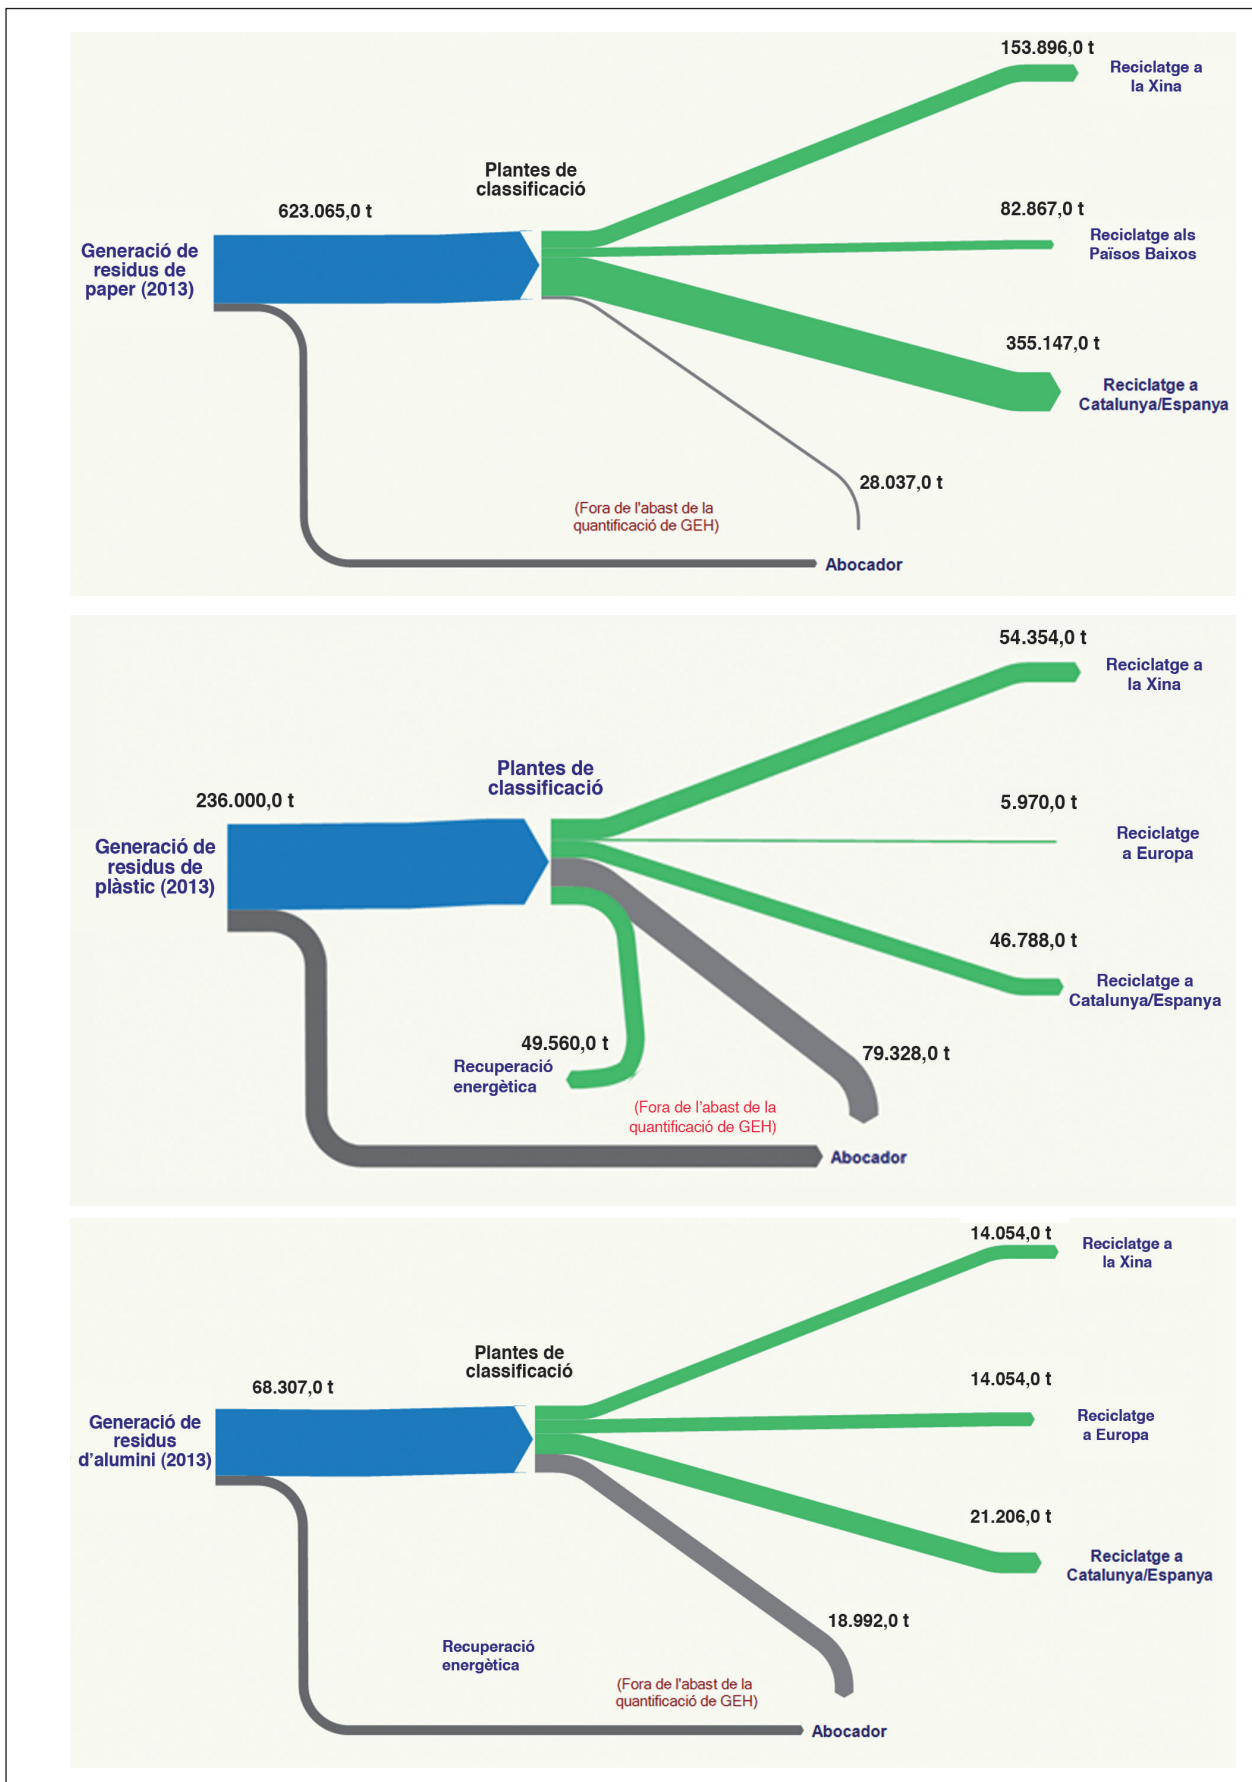 153.896,0 t
Reciclatge a
la Xina
Plantes de
classificació
623.065,0 t
82.867,0 t
Generació de
residus de
paper (2013)
Reciclatge als
Països Baixos
355.147,0 t
Reciclatge a
Catalunya/Espanya
28.037,0 t
(Fora de l'abast de la
quantificació de GEH)
Abocador
54.354,0 t
Reciclatge a
la Xina
Plantes de
classificació
236.000,0 t
5.970,0 t
Generació de
residus de
plàstic (2013)
Reciclatge
a Europa
46.788,0 t
Reciclatge a
Catalunya/Espanya
49.560,0 t
79.328,0 t
Recuperació
energètica
(Fora de l'abast de la
quantificació de GEH)
Abocador
14.054,0 t
Reciclatge a
la Xina
Plantes de
classificació
68.307,0 t
14.054,0 t
Generació de
residus
d'alumini (2013)
Reciclatge
a Europa
21.206,0 t
Reciclatge a
Catalunya/Espanya
18.992,0 t
Recuperació
energètica
(Fora de l'abast de la
quantificació de GEH)
Abocador